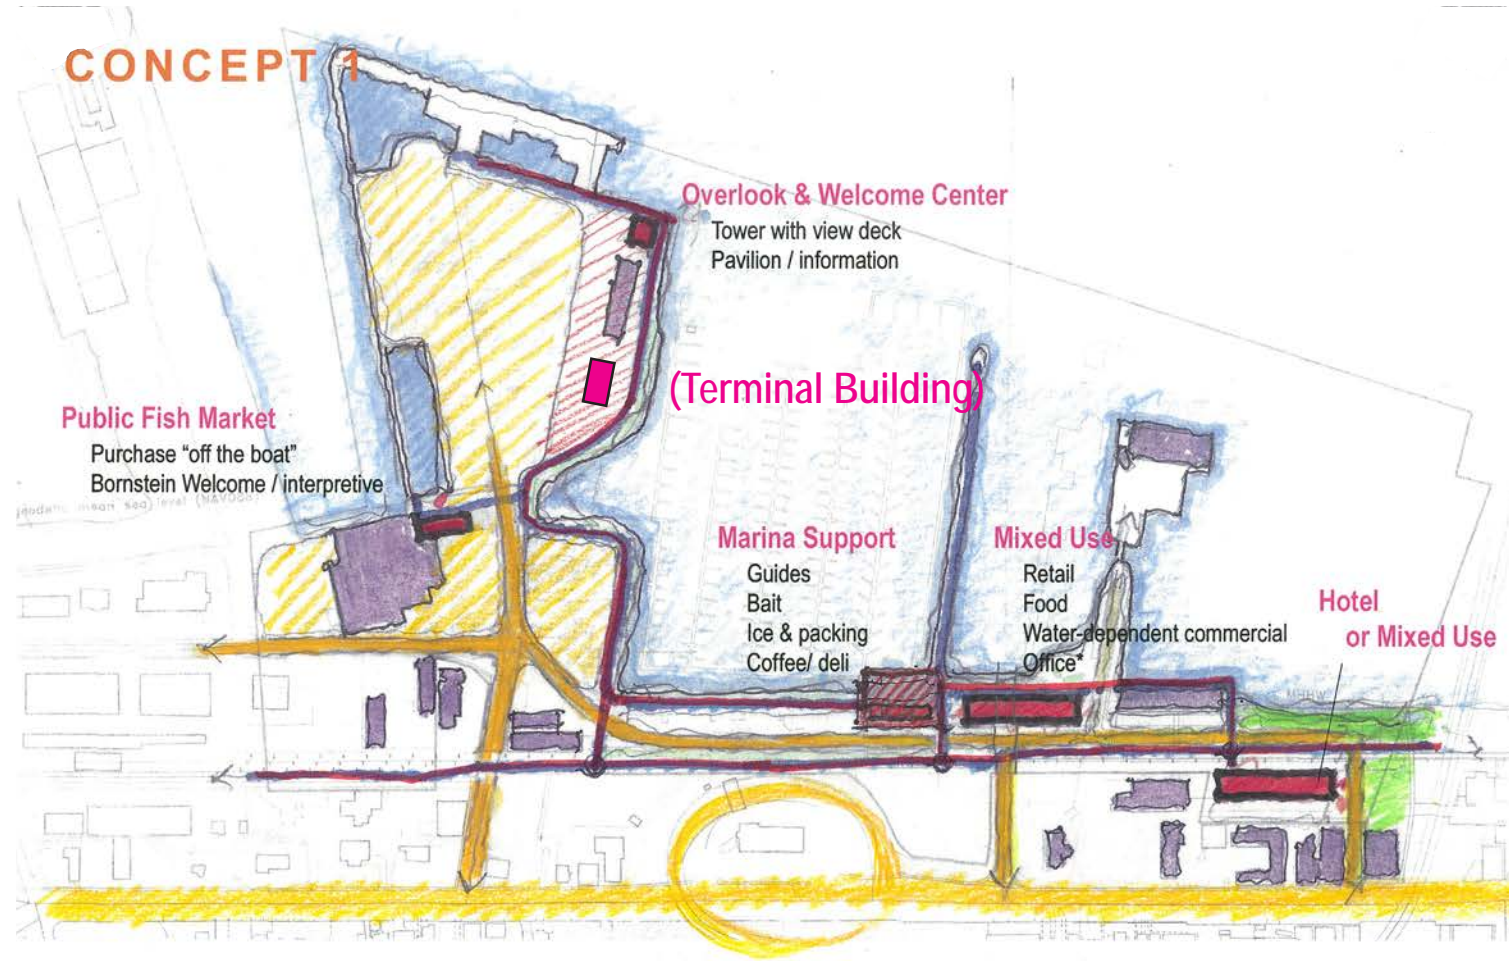 CONCEPT 1
Overlook & Welcome Center
Tower with view deck
Pavilion / information
(Terminal Building)
Public Fish Market
Purchase “off the boat”
Bornstein Welcome / interpretive
Marina Support
Guides
Bait
Ice & packing
Coffee/ deli
Mixed Use
Retail
Food
Water-dependent commercial
Office*
Hotel
or Mixed Use
MHHW